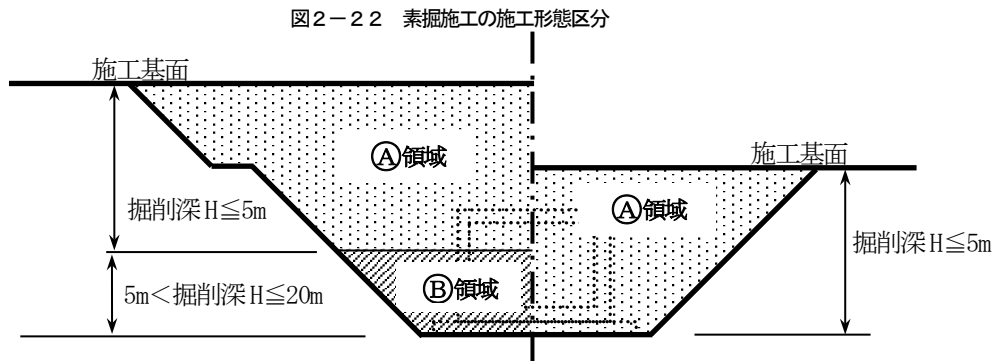 図2－22　素掘施工の施工形態区分
施工基面
Ⓐ領域
施工基面
掘削深H≦5m
Ⓐ領域
掘削深H≦5m
5m＜掘削深H≦20m
Ⓑ領域